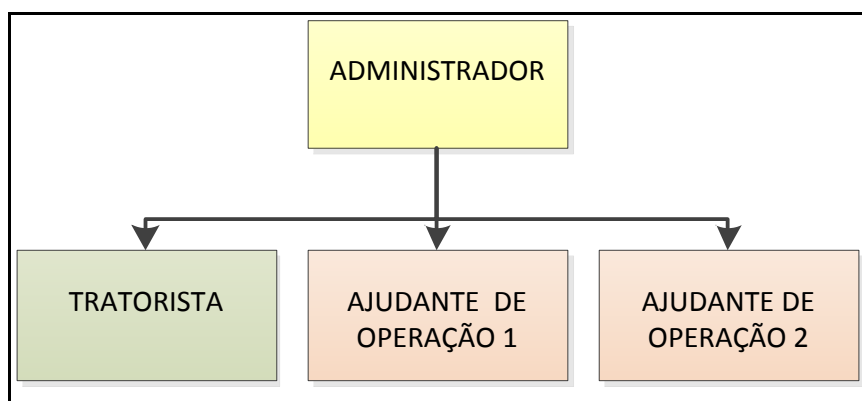 ADMINISTRADOR
TRATORISTA
AJUDANTE DE
OPERAÇÃO 1
AJUDANTE DE
OPERAÇÃO 2